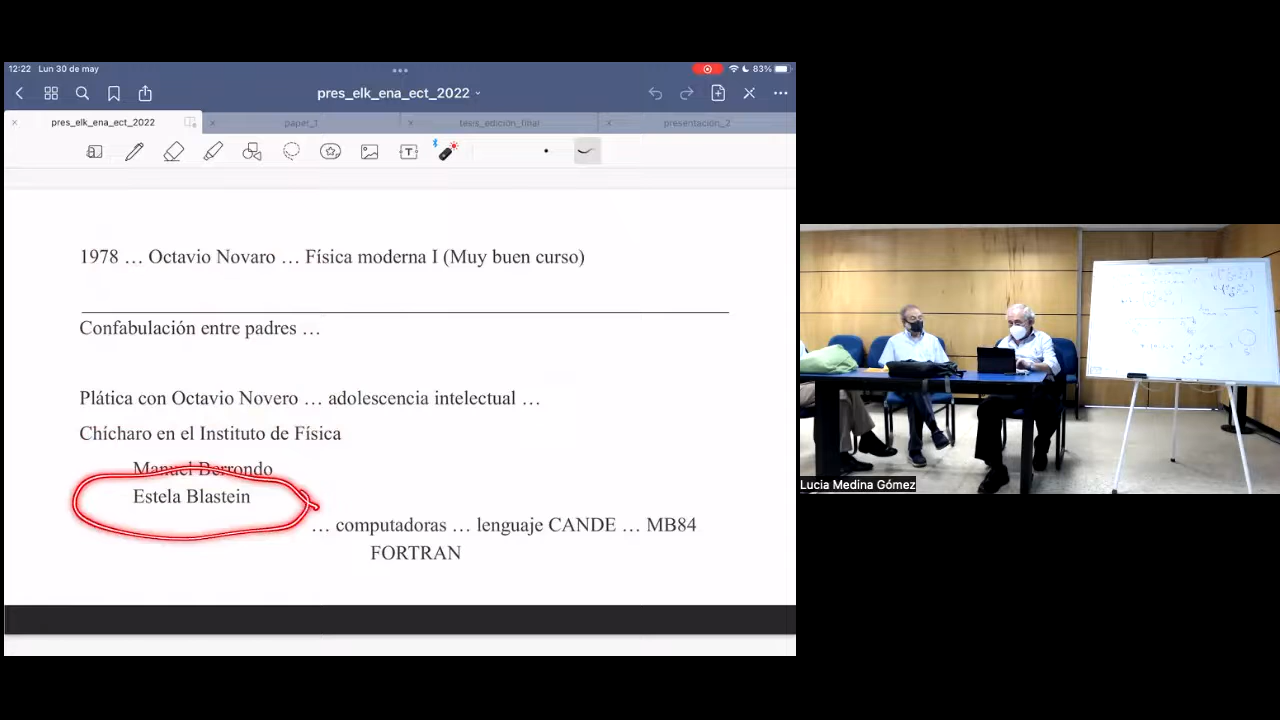 12:22 Lun 30 de may
83%
pres_elk_ena_ect_2022
pres_elk_ena_ect_2022
papet_1
tesis_edición_final
presentación_2
1978 … Octavio Novaro … Física moderna I (Muy buen curso)
Confabulación entre padres …
Plática con Octavio Novero … adolescencia intelectual …
Chícharo en el Instituto de Física
Manuel Berrondo
Estela Blastein
… computadoras … lenguaje CANDE … MB84
FORTRAN
Lucia Medina Gómez